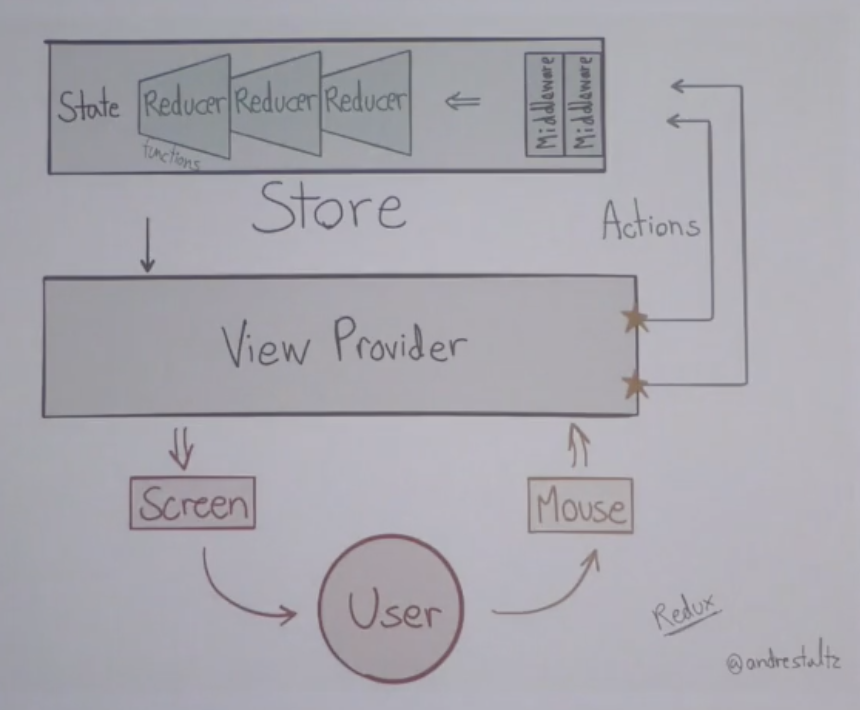 State
Reducer Reducer Reducer
functions
Middleware
Middleware
Store
Actions
View Provider
Screen
Mouse
User
Redux
@andrestaltz